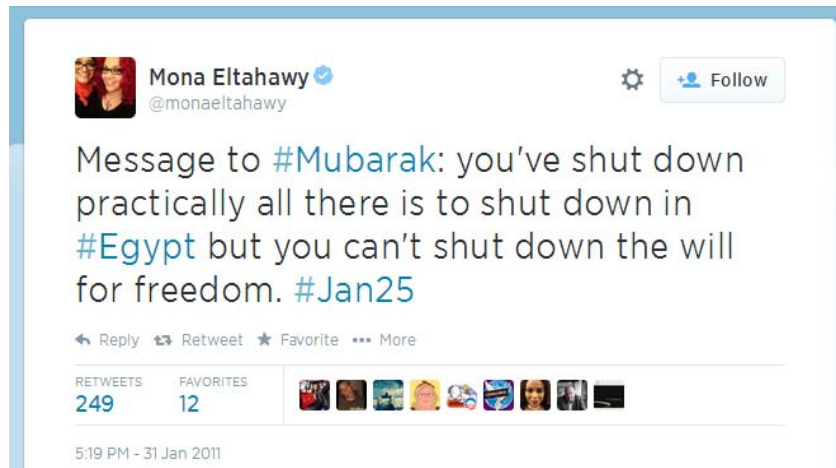 Mona Eltahawy
@monaeltahawy
Follow
Message to #Mubarak: you've shut down
practically all there is to shut down in
#Egypt but you can't shut down the will
for freedom. #Jan25
Reply Retweet Favorite More
RETWEETS FAVORITES
249 12
5:19 PM - 31 Jan 2011